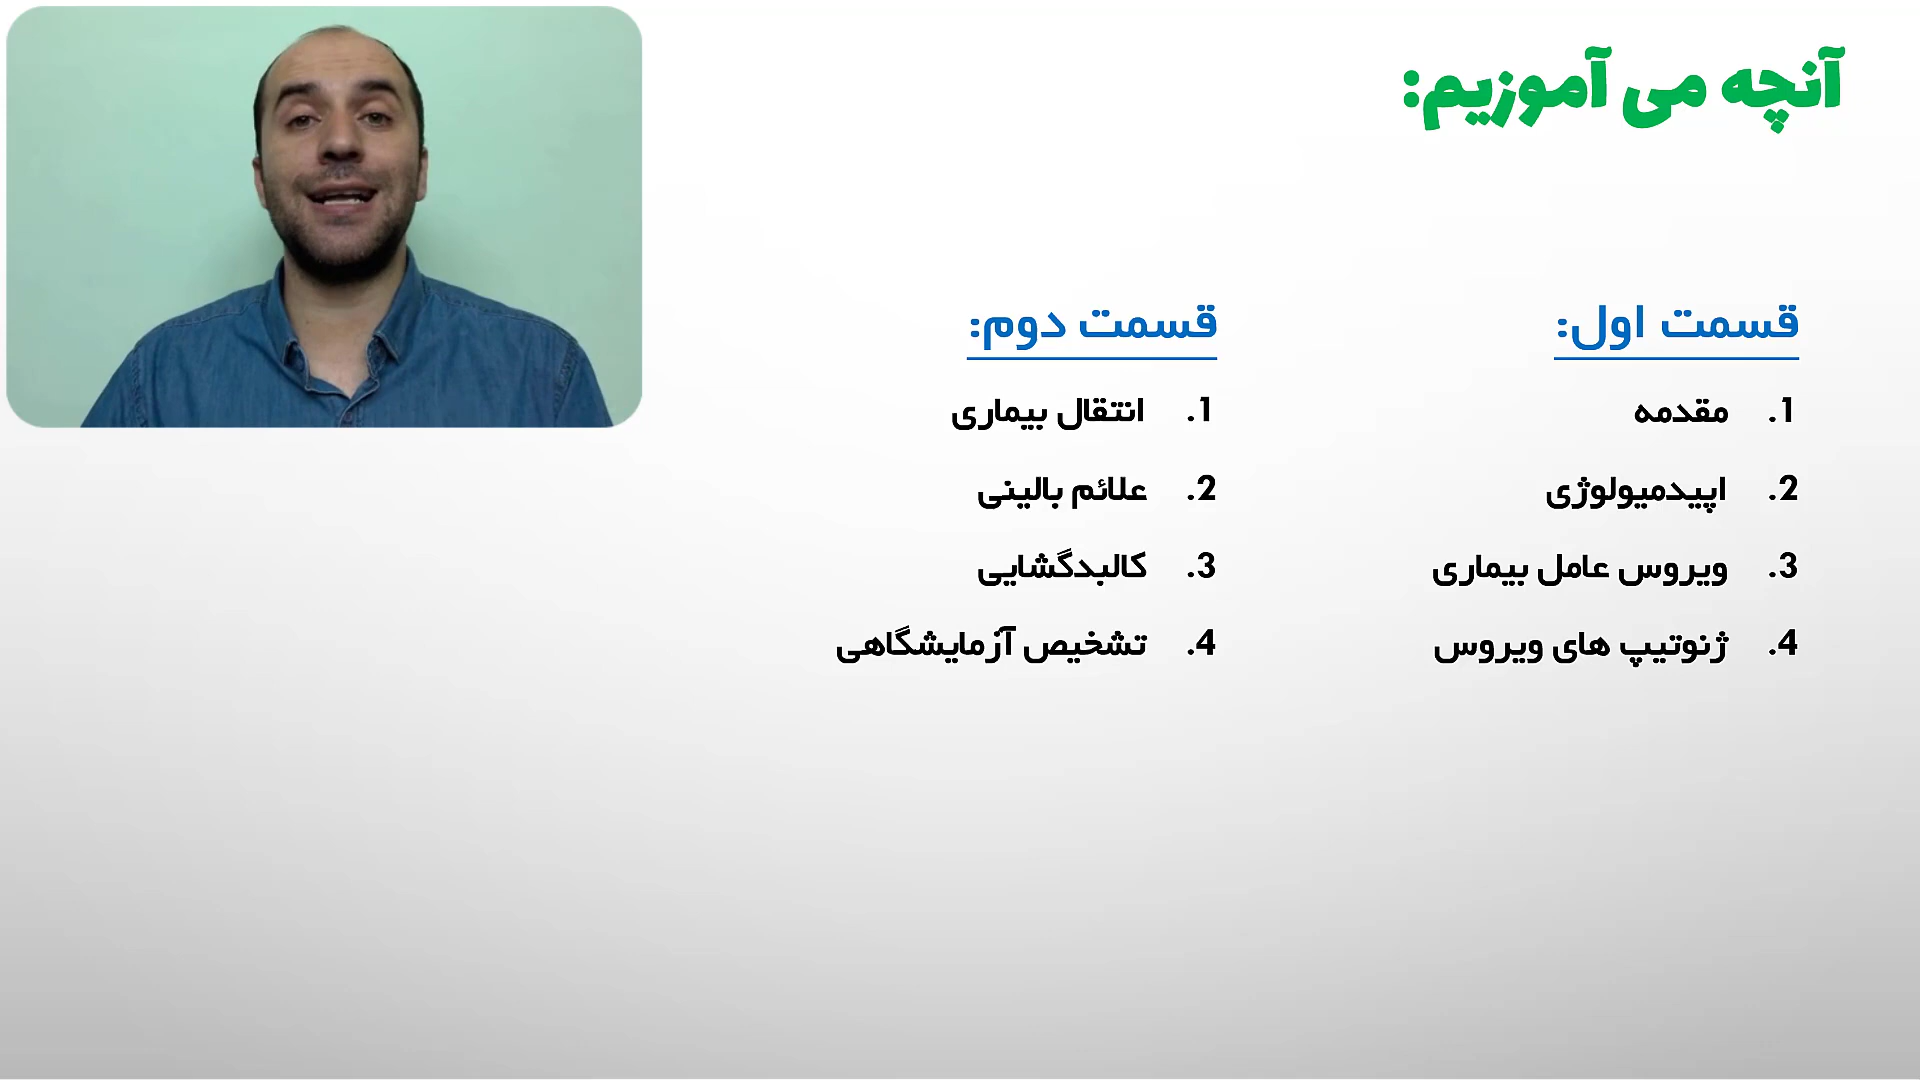 آنچه می آموزیم:
قسمت اول:
1. مقدمه
2. اپیدمیولوژی
3. ویروس عامل بیماری
4. ژنوتیپ های ویروس
قسمت دوم:
1. انتقال بیماری
2. علائم بالینی
3. کالبدگشایی
4. تشخیص آزمایشگاهی